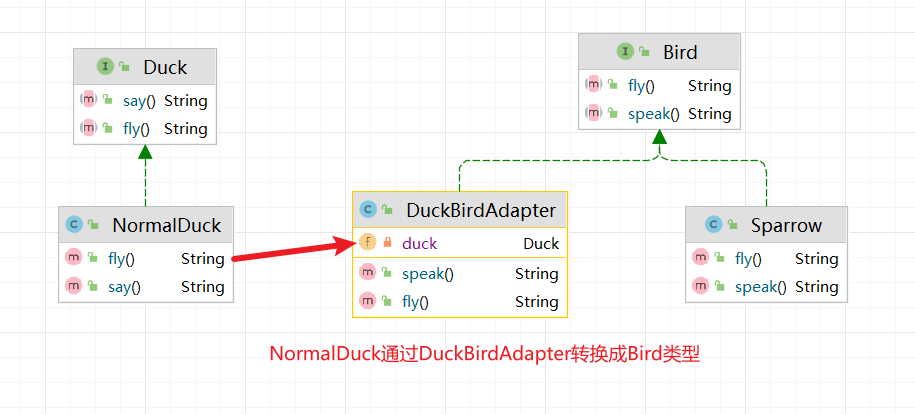 I Duck
m say() String
m fly() String
I Bird
m fly() String
m speak() String
C NormalDuck
m fly() String
m say() String
C DuckBirdAdapter
f duck Duck
m speak() String
m fly() String
C Sparrow
m fly() String
m speak() String
NormalDuck通过DuckBirdAdapter转换成Bird类型